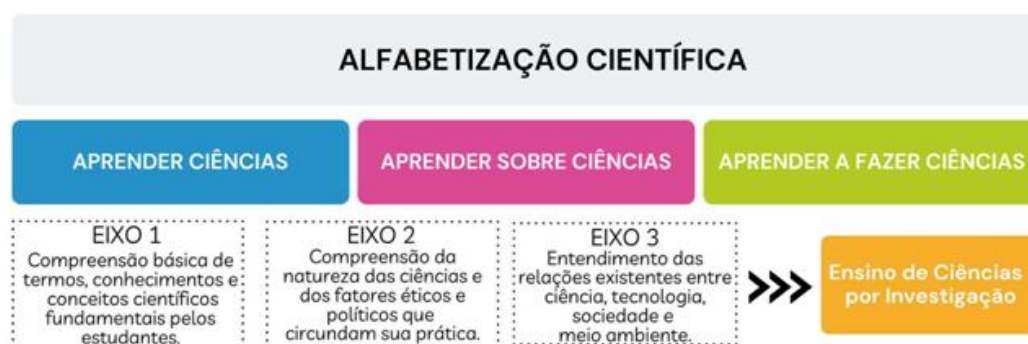 ALFABETIZAÇÃO CIENTÍFICA
APRENDER CIÊNCIAS
APRENDER SOBRE CIÊNCIAS
APRENDER A FAZER CIÊNCIAS
EIXO 1
Compreensão básica de
termos, conhecimentos e
conceitos científicos
fundamentais pelos
estudantes.
EIXO 2
Compreensão da
natureza das ciências e
dos fatores éticos e
políticos que
circundam sua prática.
EIXO 3
Entendimento das
relações existentes entre
ciência, tecnologia,
sociedade e
meio ambiente.
Ensino de Ciências
por Investigação